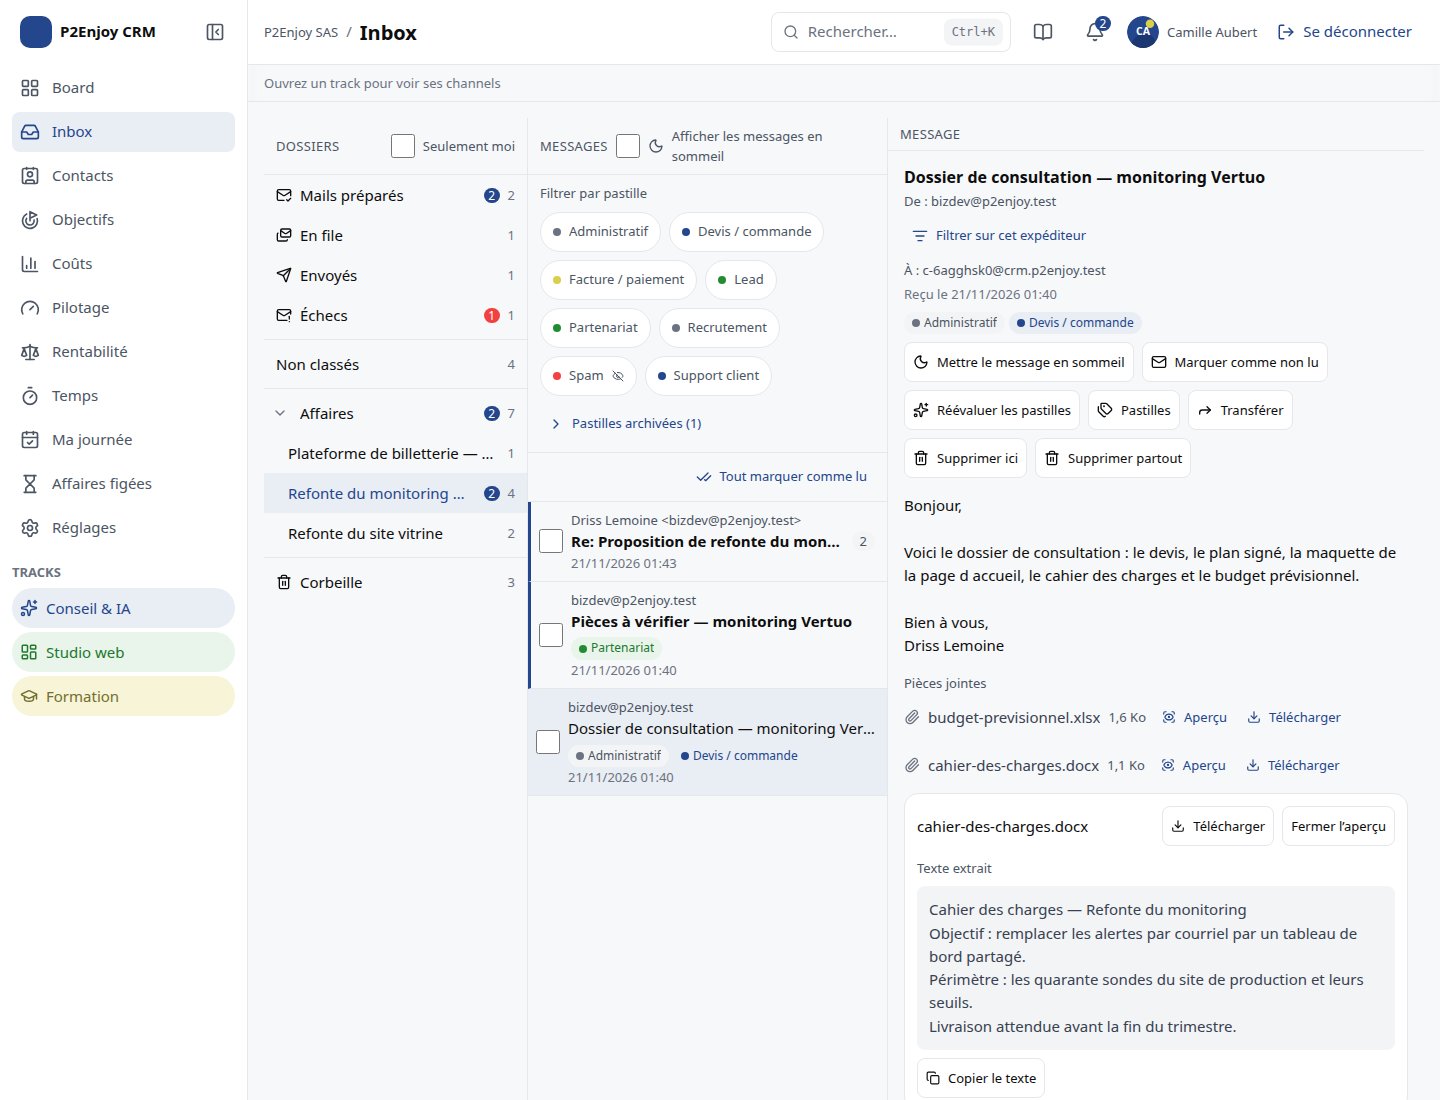 P2Enjoy CRM
Board
Inbox
Contacts
Objectifs
Coûts
Pilotage
Rentabilité
Temps
Ma journée
Affaires figées
Réglages
TRACKS
Conseil & IA
Studio web
Formation
P2Enjoy SAS / Inbox
Rechercher... Ctrl+K
2
CA Camille Aubert
Se déconnecter
Ouvrez un track pour voir ses channels
DOSSIERS Seulement moi
Mails préparés 2 2
En file 1
Envoyés 1
Échecs 1 1
Non classés 4
Affaires 2 7
Plateforme de billetterie — ... 1
Refonte du monitoring ... 2 4
Refonte du site vitrine 2
Corbeille 3
MESSAGES Afficher les messages en
sommeil
Filtrer par pastille
Administratif Devis / commande
Facture / paiement Lead
Partenariat Recrutement
Spam Support client
Pastilles archivées (1)
Tout marquer comme lu
Driss Lemoine <bizdev@p2enjoy.test>
Re: Proposition de refonte du mon... 2
21/11/2026 01:43
bizdev@p2enjoy.test
Pièces à vérifier — monitoring Vertuo
Partenariat
21/11/2026 01:40
bizdev@p2enjoy.test
Dossier de consultation — monitoring Ver...
Administratif Devis / commande
21/11/2026 01:40
MESSAGE
Dossier de consultation — monitoring Vertuo
De : bizdev@p2enjoy.test
Filtrer sur cet expéditeur
À : c-6agghsk0@crm.p2enjoy.test
Reçu le 21/11/2026 01:40
Administratif Devis / commande
Mettre le message en sommeil Marquer comme non lu
Réévaluer les pastilles Pastilles Transférer
Supprimer ici Supprimer partout
Bonjour,
Voici le dossier de consultation : le devis, le plan signé, la maquette de
la page d accueil, le cahier des charges et le budget prévisionnel.
Bien à vous,
Driss Lemoine
Pièces jointes
budget-previsionnel.xlsx 1,6 Ko Aperçu Télécharger
cahier-des-charges.docx 1,1 Ko Aperçu Télécharger
cahier-des-charges.docx Télécharger Fermer l'aperçu
Texte extrait
Cahier des charges — Refonte du monitoring
Objectif : remplacer les alertes par courriel par un tableau de
bord partagé.
Périmètre : les quarante sondes du site de production et leurs
seuils.
Livraison attendue avant la fin du trimestre.
Copier le texte